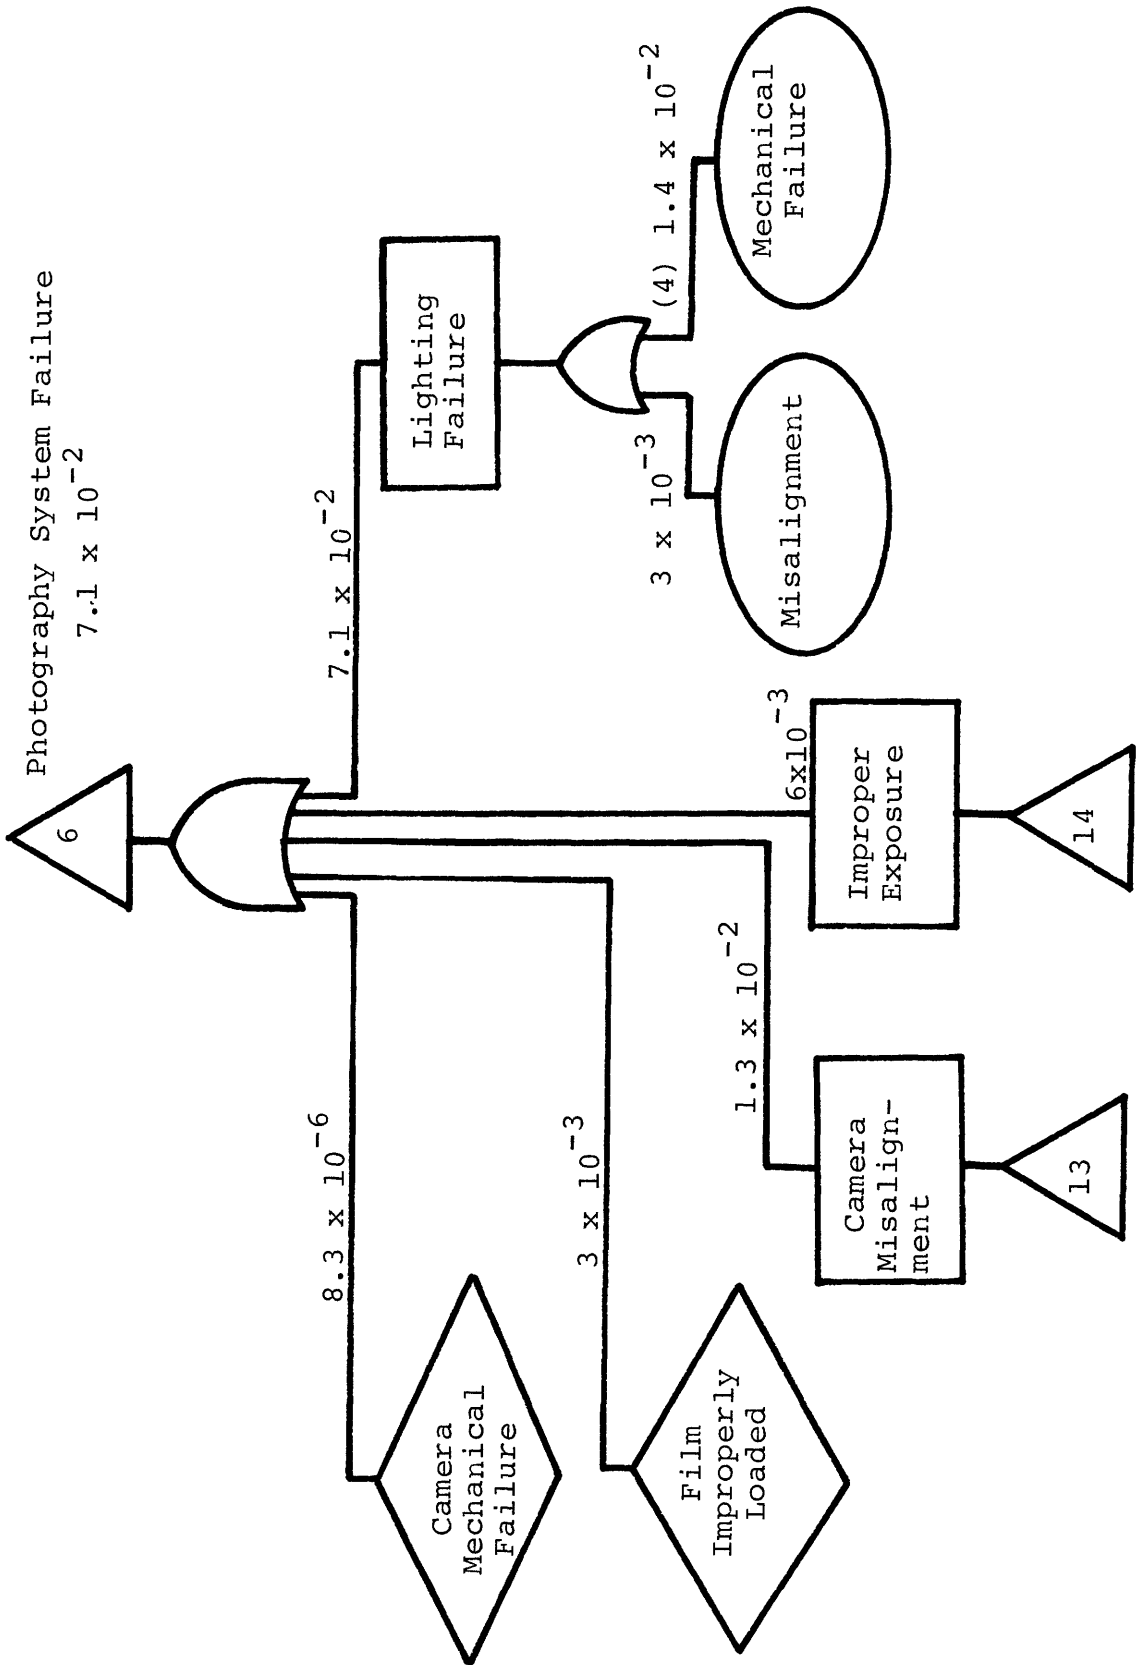 Photography System Failure
7.1 x 10⁻²
6
8.3 x 10⁻⁶
Camera
Mechanical
Failure
3 x 10⁻³
Film
Improperly
Loaded
1.3 x 10⁻²
Camera
Misalign-
ment
13
6x10⁻³
Improper
Exposure
14
7.1 x 10⁻²
Lighting
Failure
3 x 10⁻³
Misalignment
(4) 1.4 x 10⁻²
Mechanical
Failure